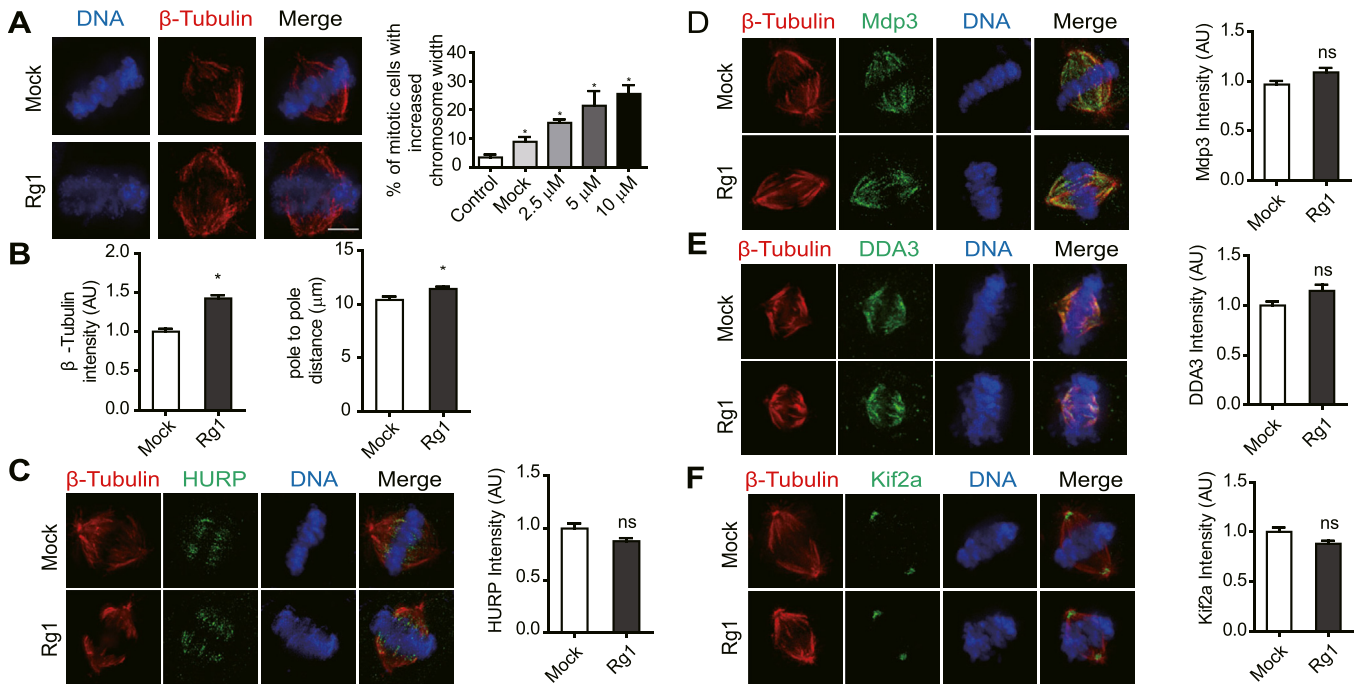 A
DNA
β-Tubulin
Merge
Mock
Rg1
% of mitotic cells with
increased
chromosome width
40
30
20
10
0
Control
Mock
2.5 μM
5 μM
10 μM
*
*
*
*
B
β -Tubulin
intensity (AU)
2.0
1.5
1.0
0.5
0.0
*
Mock
Rg1
pole to pole
distance (μm)
15
10
5
0
*
Mock
Rg1
C
β-Tubulin
HURP
DNA
Merge
Mock
Rg1
HURP Intensity (AU)
1.5
1.0
0.5
0.0
ns
Mock
Rg1
D
β-Tubulin
Mdp3
DNA
Merge
Mock
Rg1
Mdp3 Intensity (AU)
1.5
1.0
0.5
0.0
ns
Mock
Rg1
E
β-Tubulin
DDA3
DNA
Merge
Mock
Rg1
DDA3 Intensity (AU)
1.5
1.0
0.5
0.0
ns
Mock
Rg1
F
β-Tubulin
Kif2a
DNA
Merge
Mock
Rg1
Kif2a Intensity (AU)
1.5
1.0
0.5
0.0
ns
Mock
Rg1